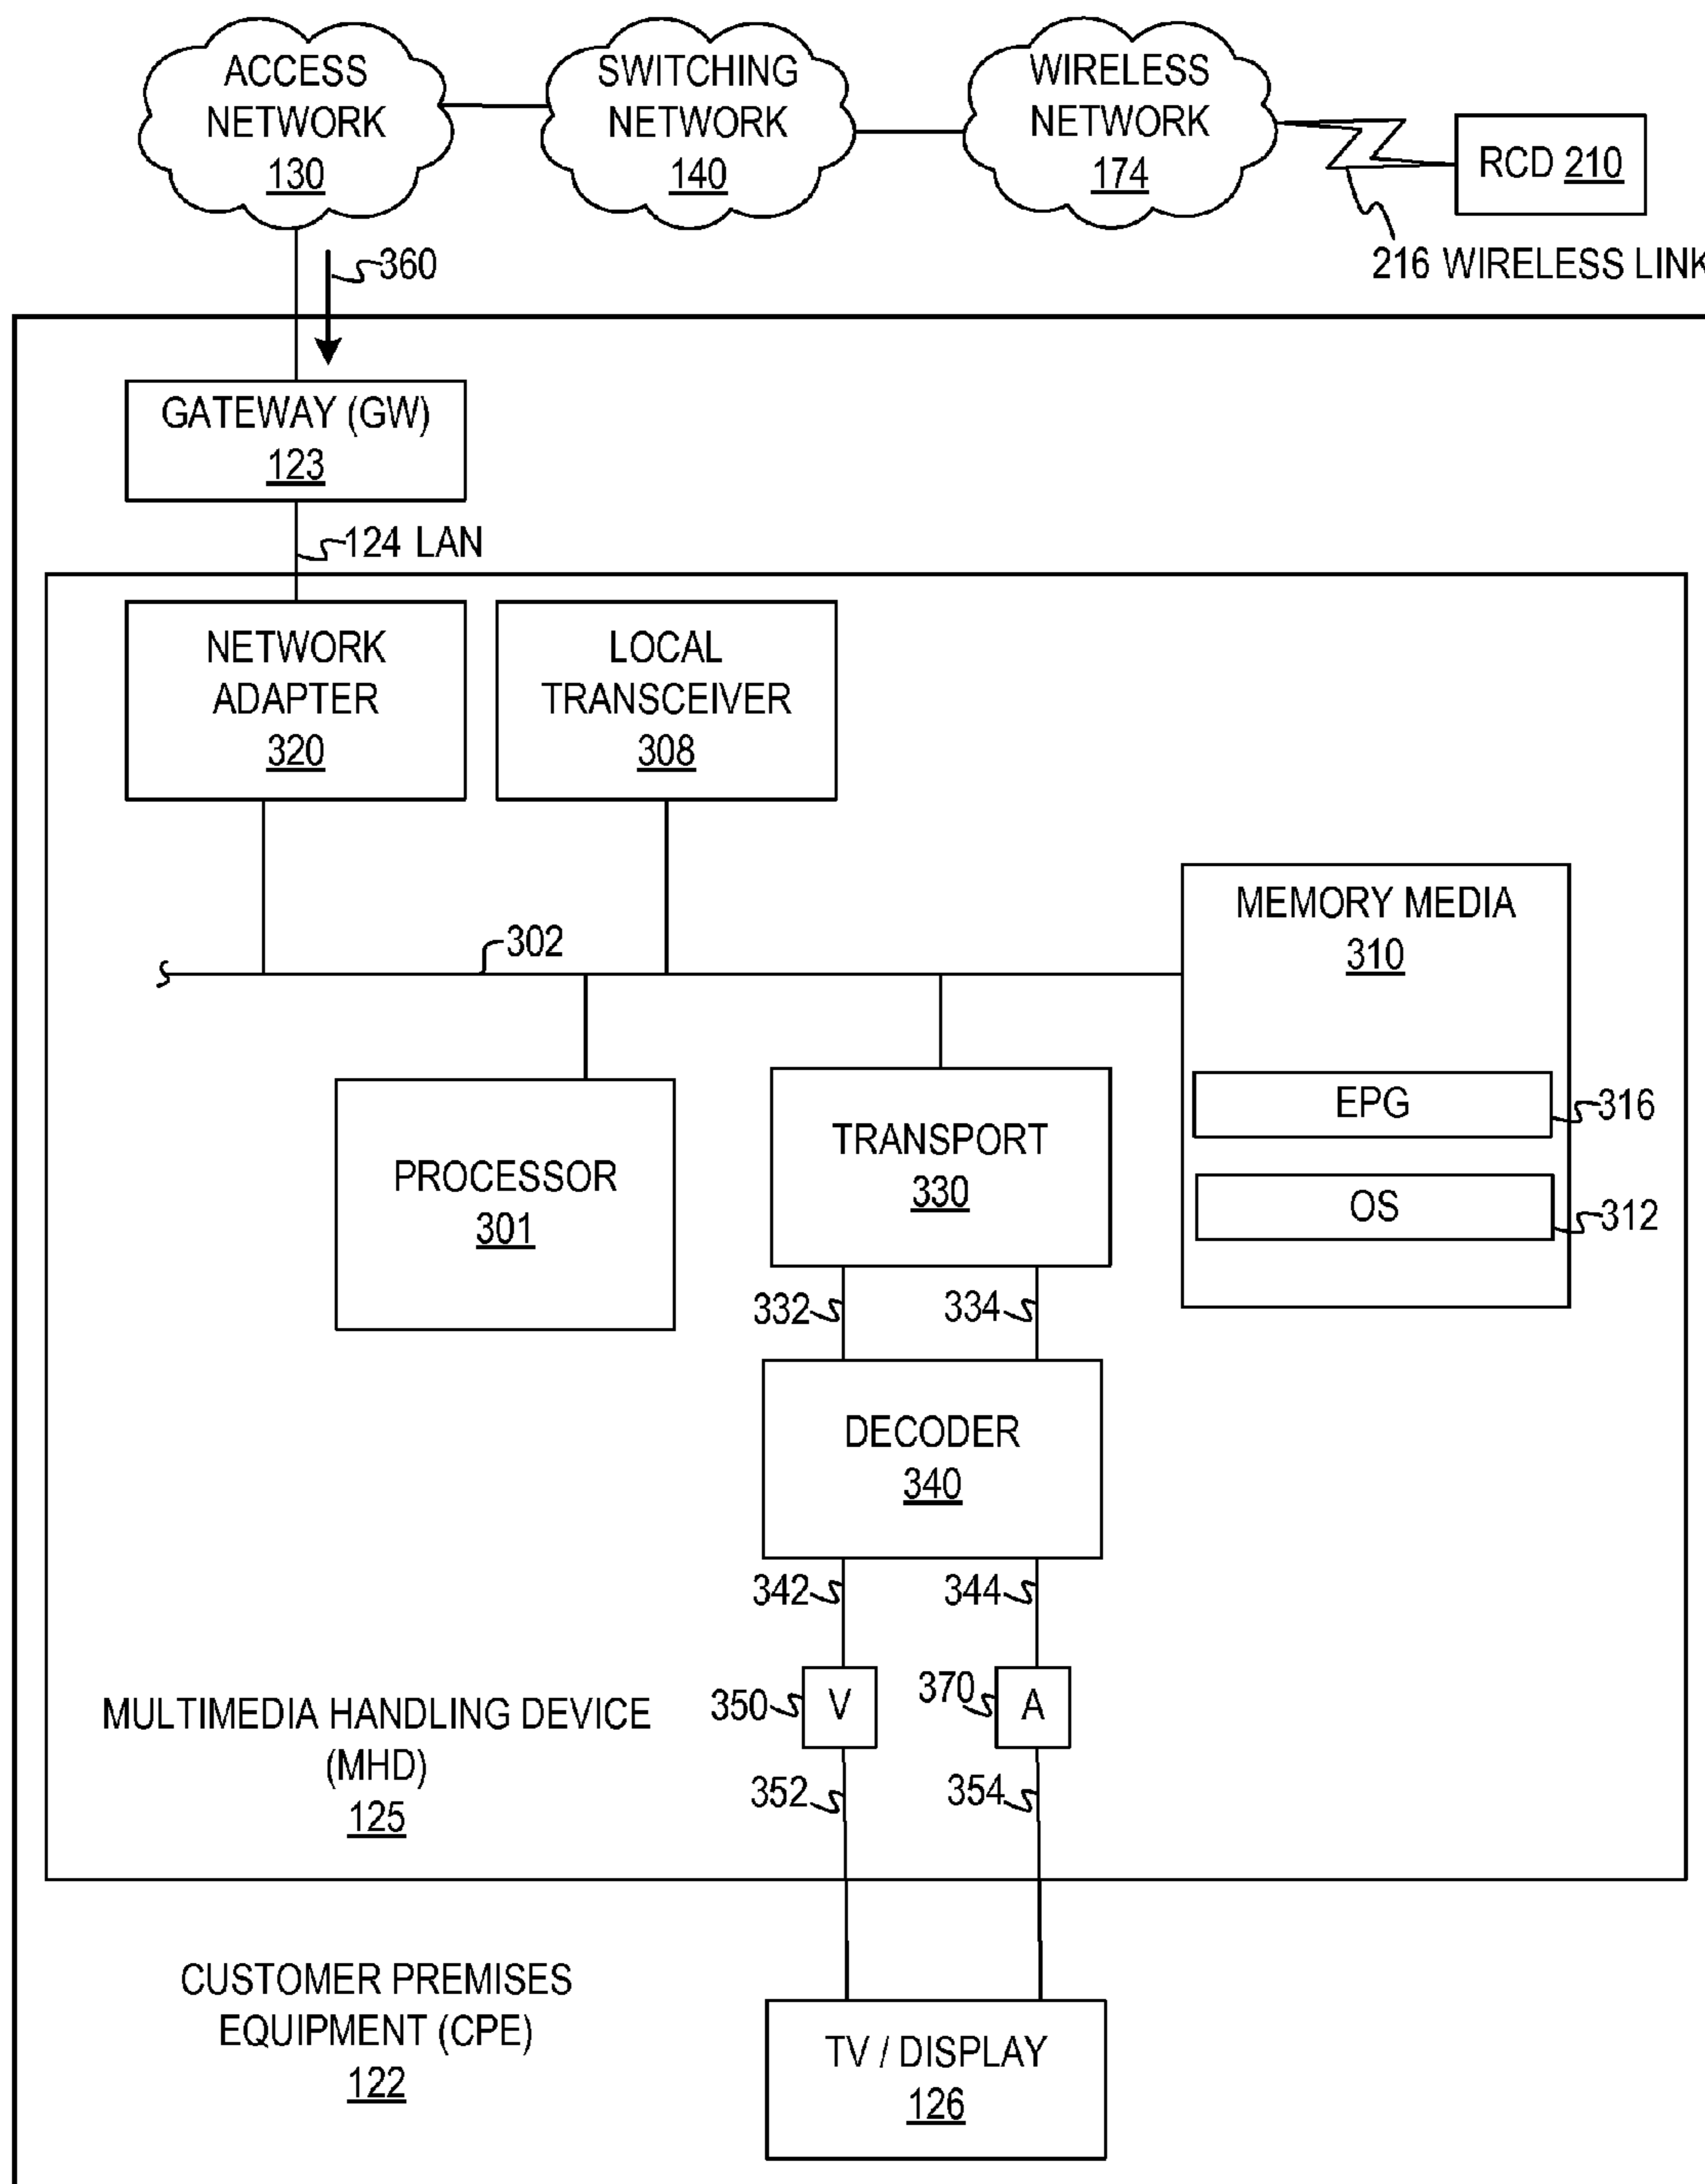 ACCESS
NETWORK
130
SWITCHING
NETWORK
140
WIRELESS
NETWORK
174
RCD 210
216 WIRELESS LINK
360
GATEWAY (GW)
123
124 LAN
NETWORK
ADAPTER
320
LOCAL
TRANSCEIVER
308
MEMORY MEDIA
310
302
EPG
316
OS
312
PROCESSOR
301
TRANSPORT
330
332
334
DECODER
340
342
344
350
V
370
A
352
354
MULTIMEDIA HANDLING DEVICE
(MHD)
125
CUSTOMER PREMISES
EQUIPMENT (CPE)
122
TV / DISPLAY
126